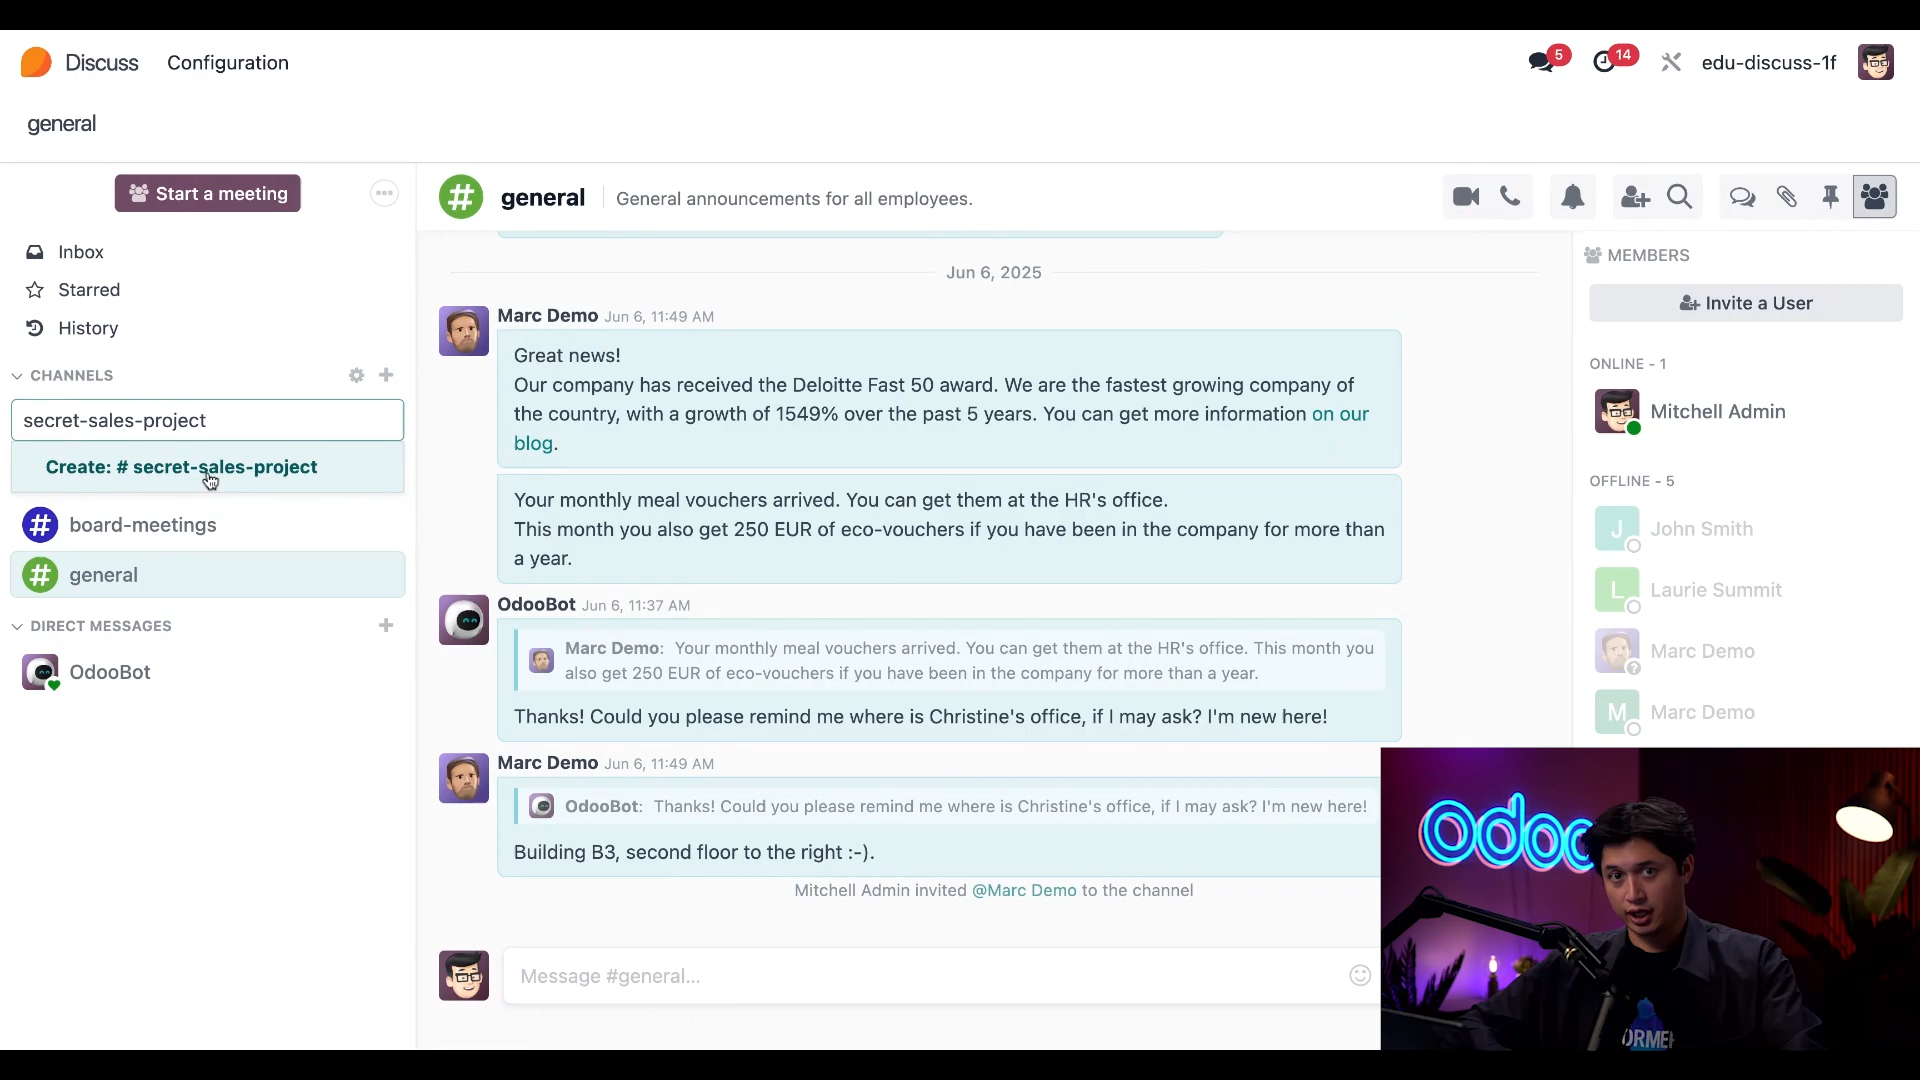 Discuss
Configuration
5
14
edu-discuss-1f
general
Start a meeting
Inbox
Starred
History
CHANNELS
secret-sales-project
Create: # secret-sales-project
board-meetings
general
DIRECT MESSAGES
OdooBot
general
General announcements for all employees.
Jun 6, 2025
Marc Demo Jun 6, 11:49 AM
Great news!
Our company has received the Deloitte Fast 50 award. We are the fastest growing company of
the country, with a growth of 1549% over the past 5 years. You can get more information on our
blog.
Your monthly meal vouchers arrived. You can get them at the HR's office.
This month you also get 250 EUR of eco-vouchers if you have been in the company for more than
a year.
OdooBot Jun 6, 11:37 AM
Marc Demo: Your monthly meal vouchers arrived. You can get them at the HR's office. This month you
also get 250 EUR of eco-vouchers if you have been in the company for more than a year.
Thanks! Could you please remind me where is Christine's office, if I may ask? I'm new here!
Marc Demo Jun 6, 11:49 AM
OdooBot: Thanks! Could you please remind me where is Christine's office, if I may ask? I'm new here!
Building B3, second floor to the right :-).
Mitchell Admin invited @Marc Demo to the channel
Message #general...
MEMBERS
Invite a User
ONLINE - 1
Mitchell Admin
OFFLINE - 5
J
John Smith
L
Laurie Summit
Marc Demo
M
Marc Demo
odoo